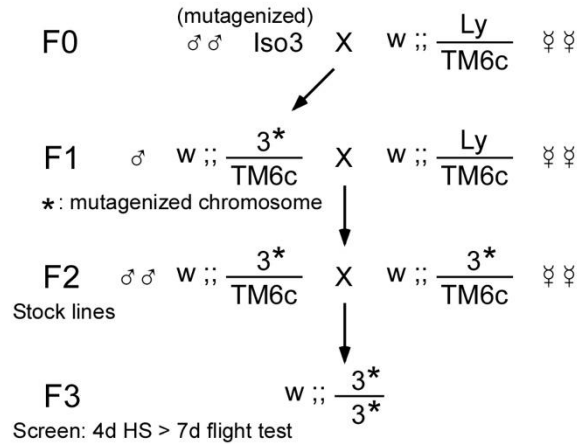 (mutagenized)
F0 ♂♂ Iso3 X w ;; Ly/TM6c ☿☿
F1 ♂ w ;; 3*/TM6c X w ;; Ly/TM6c ☿☿
*: mutagenized chromosome
F2 ♂♂ w ;; 3*/TM6c X w ;; 3*/TM6c ☿☿
Stock lines
F3 w ;; 3*/3*
Screen: 4d HS > 7d flight test